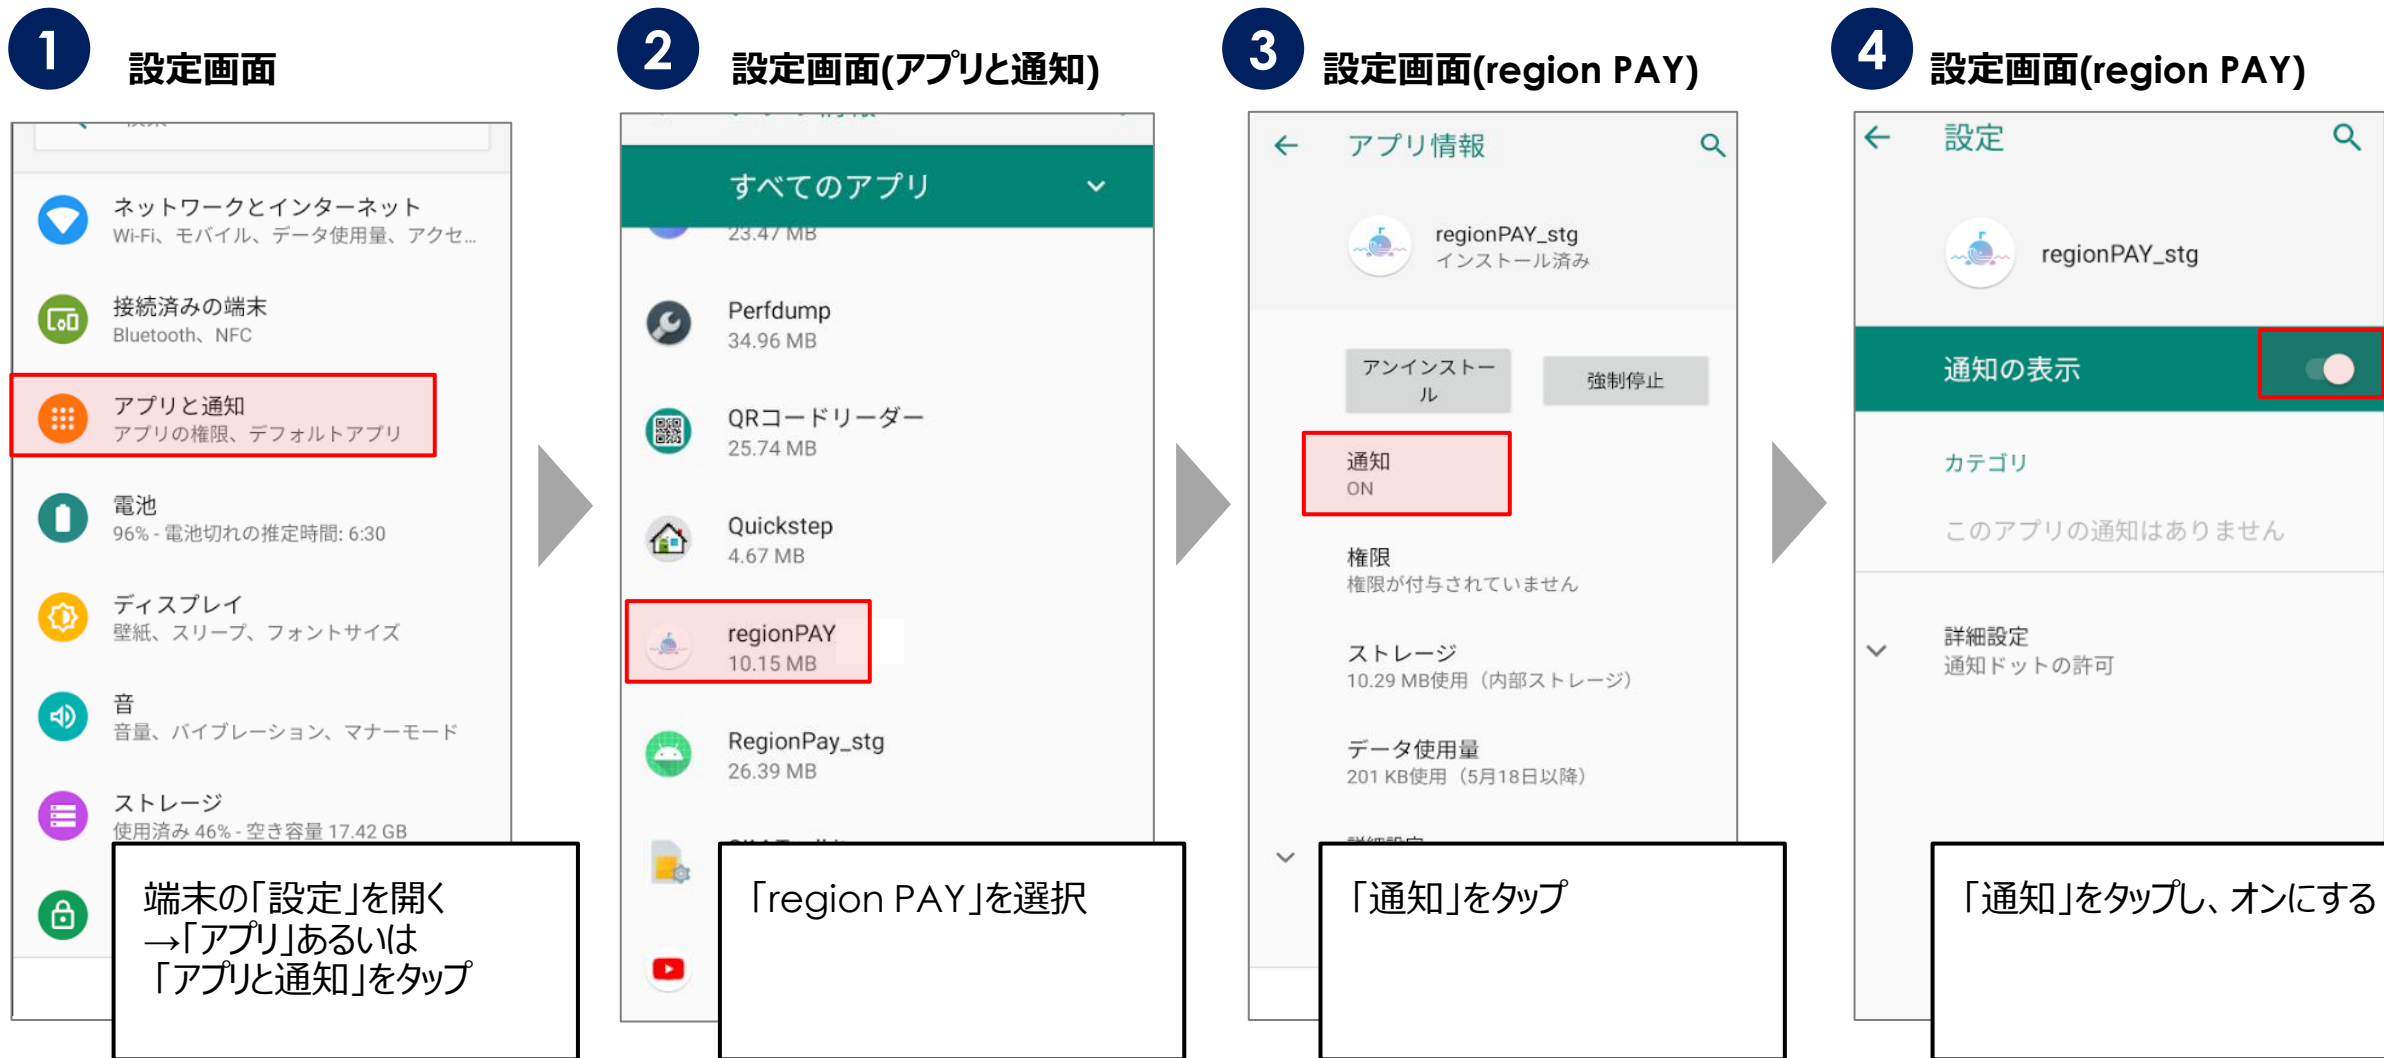 1
設定画面
ネットワークとインターネット
Wi-Fi、モバイル、データ使用量、アクセ...
接続済みの端末
Bluetooth、NFC
アプリと通知
アプリの権限、デフォルトアプリ
電池
96% - 電池切れの推定時間: 6:30
ディスプレイ
壁紙、スリープ、フォントサイズ
音
音量、バイブレーション、マナーモード
ストレージ
使用済み 46% - 空き容量 17.42 GB
端末の「設定」を開く
→「アプリ」あるいは
「アプリと通知」をタップ
2
設定画面(アプリと通知)
すべてのアプリ
23.47 MB
Perfdump
34.96 MB
QRコードリーダー
25.74 MB
Quickstep
4.67 MB
regionPAY
10.15 MB
RegionPay_stg
26.39 MB
「region PAY」を選択
3
設定画面(region PAY)
アプリ情報
regionPAY_stg
インストール済み
アンインストー
ル
強制停止
通知
ON
権限
権限が付与されていません
ストレージ
10.29 MB使用（内部ストレージ）
データ使用量
201 KB使用（5月18日以降）
「通知」をタップ
4
設定画面(region PAY)
設定
regionPAY_stg
通知の表示
カテゴリ
このアプリの通知はありません
詳細設定
通知ドットの許可
「通知」をタップし、オンにする